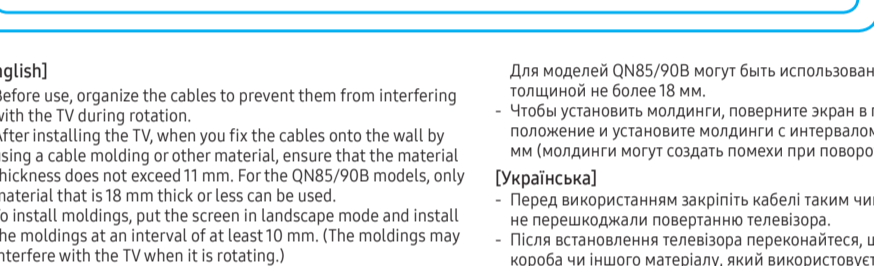 nglish]
Before use, organize the cables to prevent them from interfering
with the TV during rotation.
After installing the TV, when you fix the cables onto the wall by
using a cable molding or other material, ensure that the material
thickness does not exceed 11 mm. For the QN85/90B models, only
material that is 18 mm thick or less can be used.
To install moldings, put the screen in landscape mode and install
the moldings at an interval of at least 10 mm. (The moldings may
interfere with the TV when it is rotating.)
Для моделей QN85/90B могут быть использован
толщиной не более 18 мм.
- Чтобы установить молдинги, поверните экран в
положение и установите молдинги с интервалом
мм (молдинги могут создать помехи при поворо
[Українська]
- Перед використанням закріпіть кабелі таким чи
не перешкоджали повертанню телевізора.
- Після встановлення телевізора переконайтеся,
короба чи іншого матеріалу, який використовуєт